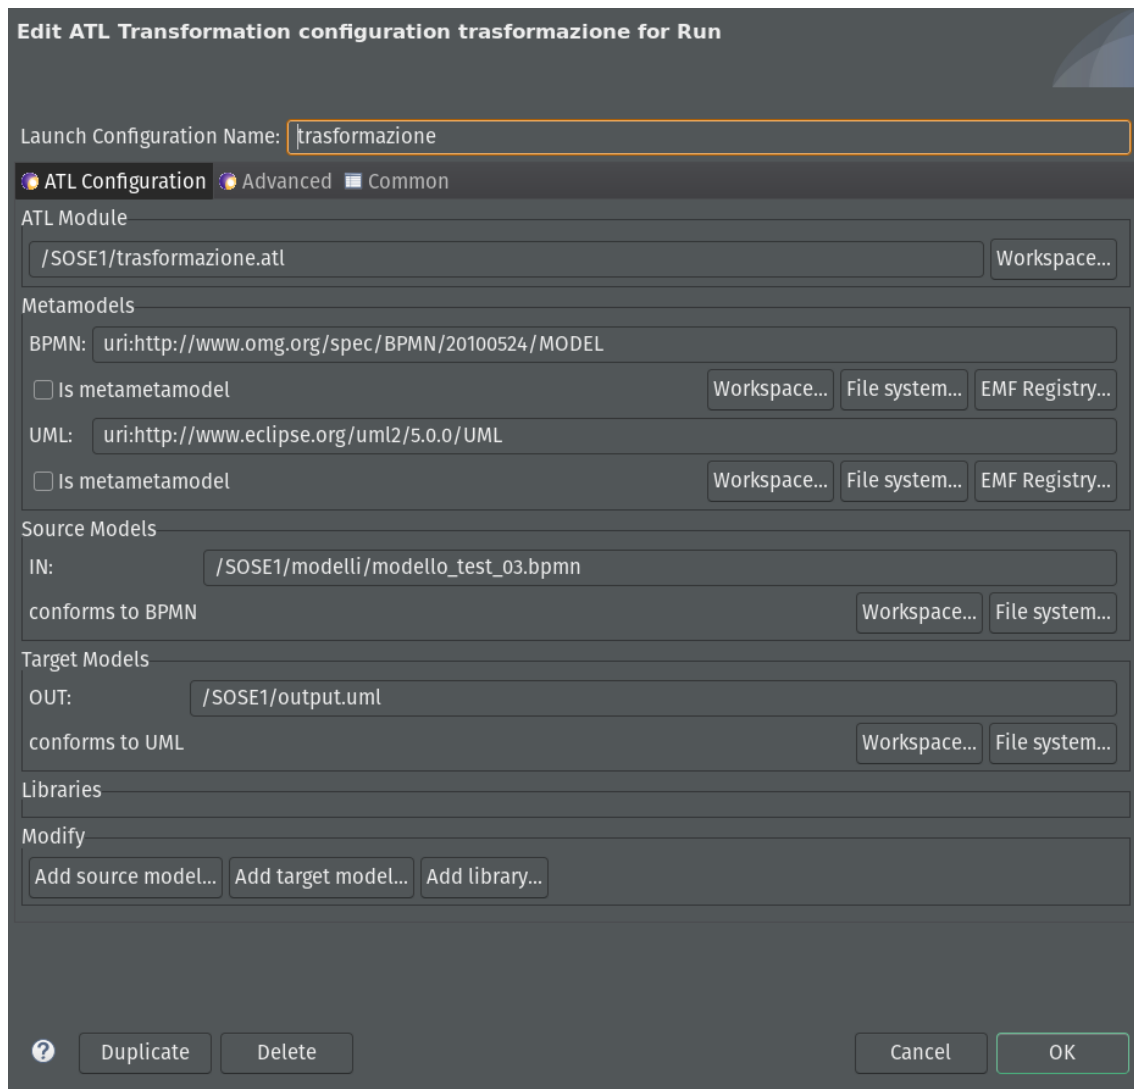 Edit ATL Transformation configuration trasformazione for Run
Launch Configuration Name: trasformazione
ATL Configuration Advanced Common
ATL Module
/SOSE1/trasformazione.atl Workspace...
Metamodels
BPMN: uri:http://www.omg.org/spec/BPMN/20100524/MODEL
Is metametamodel Workspace... File system... EMF Registry...
UML: uri:http://www.eclipse.org/uml2/5.0.0/UML
Is metametamodel Workspace... File system... EMF Registry...
Source Models
IN: /SOSE1/modelli/modello_test_03.bpmn
conforms to BPMN Workspace... File system...
Target Models
OUT: /SOSE1/output.uml
conforms to UML Workspace... File system...
Libraries
Modify
Add source model... Add target model... Add library...
? Duplicate Delete Cancel OK